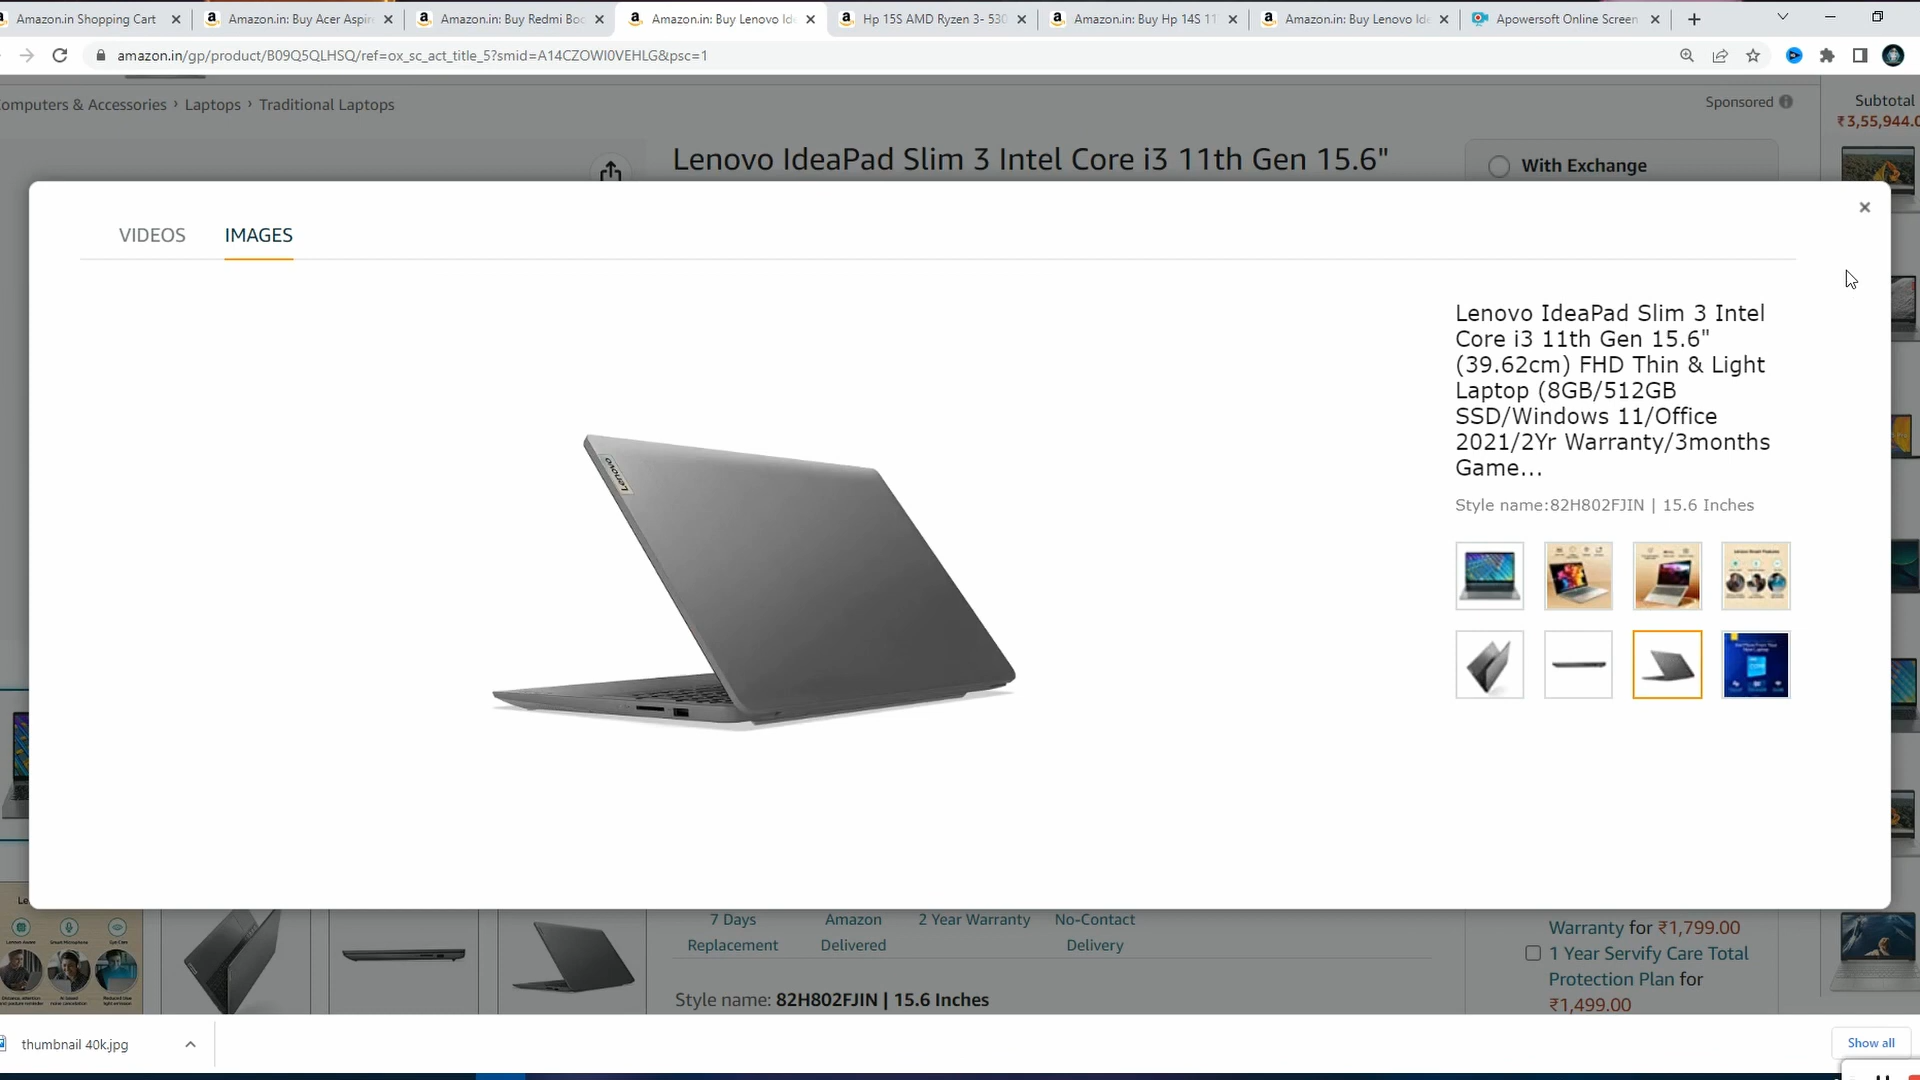 Amazon.in Shopping Cart
Amazon.in: Buy Acer Aspire
Amazon.in: Buy Redmi Boo
Amazon.in: Buy Lenovo Id
Hp 15S AMD Ryzen 3- 530
Amazon.in: Buy Hp 14S 11
Amazon.in: Buy Lenovo Ide
Apowersoft Online Screen
amazon.in/gp/product/B09Q5QLHSQ/ref=ox_sc_act_title_5?smid=A14CZOWI0VEHLG&psc=1
omputers & Accessories › Laptops › Traditional Laptops
Sponsored
Subtotal
₹3,55,944.0
Lenovo IdeaPad Slim 3 Intel Core i3 11th Gen 15.6"
With Exchange
VIDEOS
IMAGES
Lenovo
Lenovo IdeaPad Slim 3 Intel
Core i3 11th Gen 15.6"
(39.62cm) FHD Thin & Light
Laptop (8GB/512GB
SSD/Windows 11/Office
2021/2Yr Warranty/3months
Game...
Style name:82H802FJIN | 15.6 Inches
7 Days
Replacement
Amazon
Delivered
2 Year Warranty
No-Contact
Delivery
Warranty for ₹1,799.00
1 Year Servify Care Total
Protection Plan for
₹1,499.00
Style name: 82H802FJIN | 15.6 Inches
thumbnail 40k.jpg
Show all